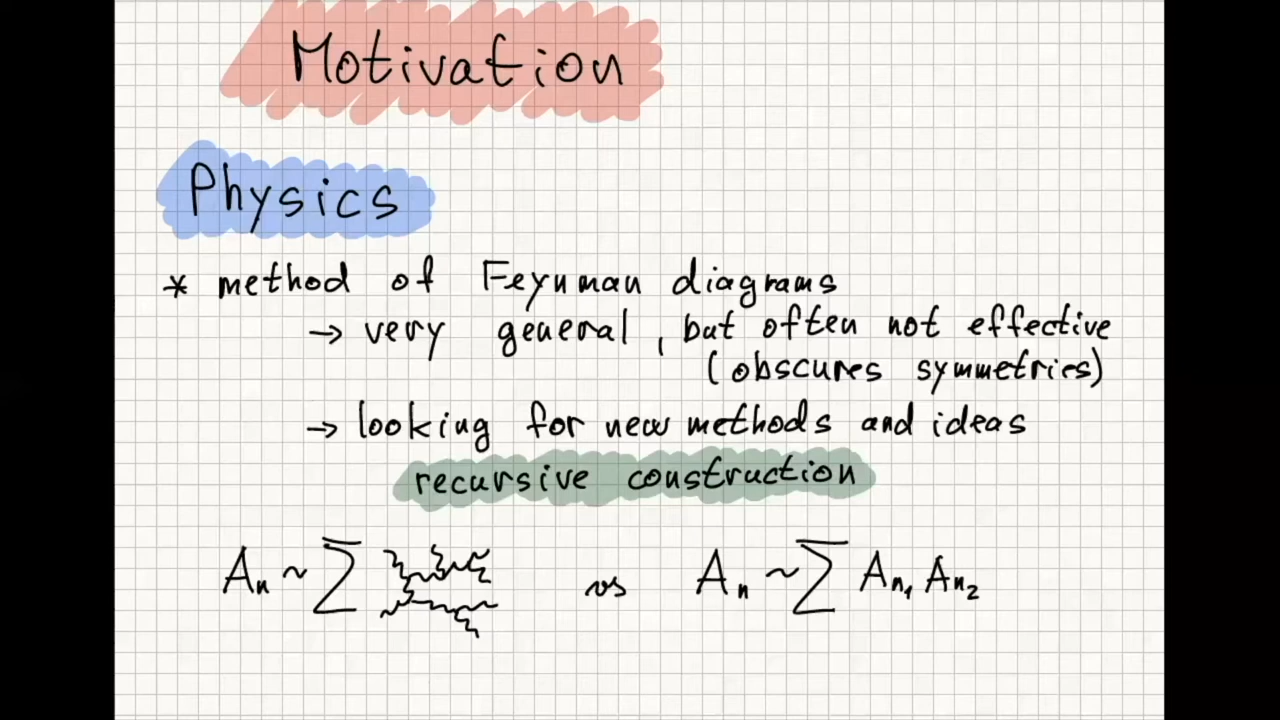 Motivation
Physics
* method of Feynman diagrams
→ very general, but often not effective
(obscures symmetries)
→ looking for new methods and ideas
recursive construction
Aₙ ~ ∑ vs Aₙ ~ ∑ Aₙ₁ Aₙ₂